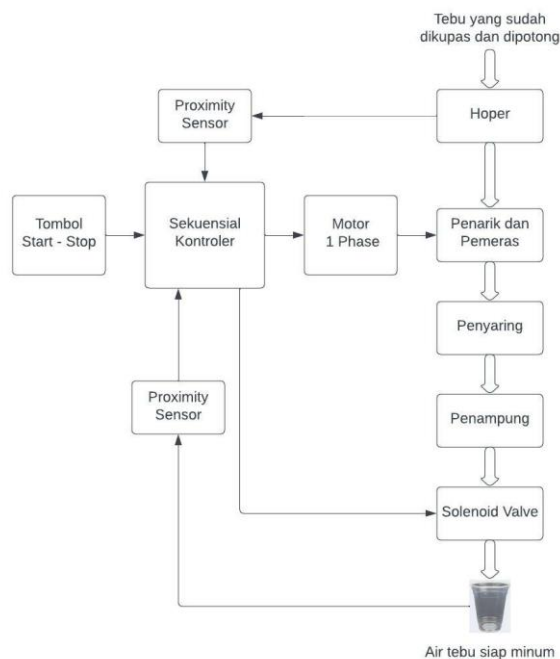 Tebu yang sudah
dikupas dan dipotong
Proximity
Sensor
Hoper
Tombol
Start - Stop
Sekuensial
Kontroler
Motor
1 Phase
Penarik dan
Pemeras
Penyaring
Proximity
Sensor
Penampung
Solenoid Valve
Air tebu siap minum